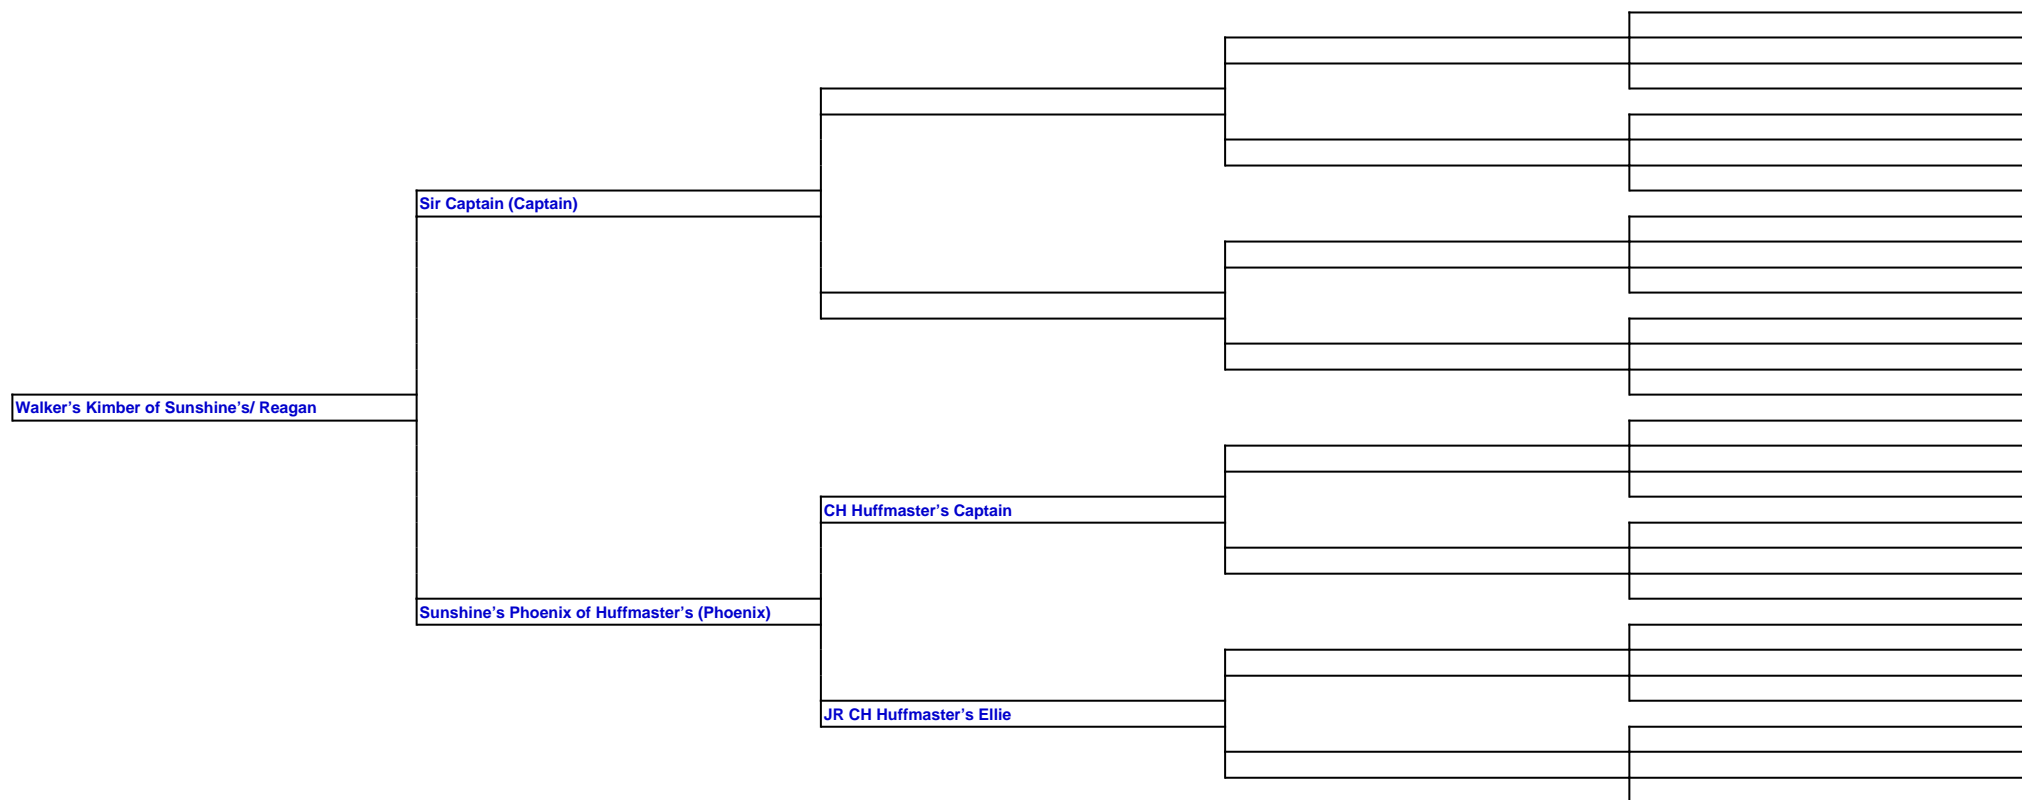 Sir Captain (Captain)
Walker’s Kimber of Sunshine’s/ Reagan
CH Huffmaster’s Captain
Sunshine’s Phoenix of Huffmaster’s (Phoenix)
JR CH Huffmaster’s Ellie